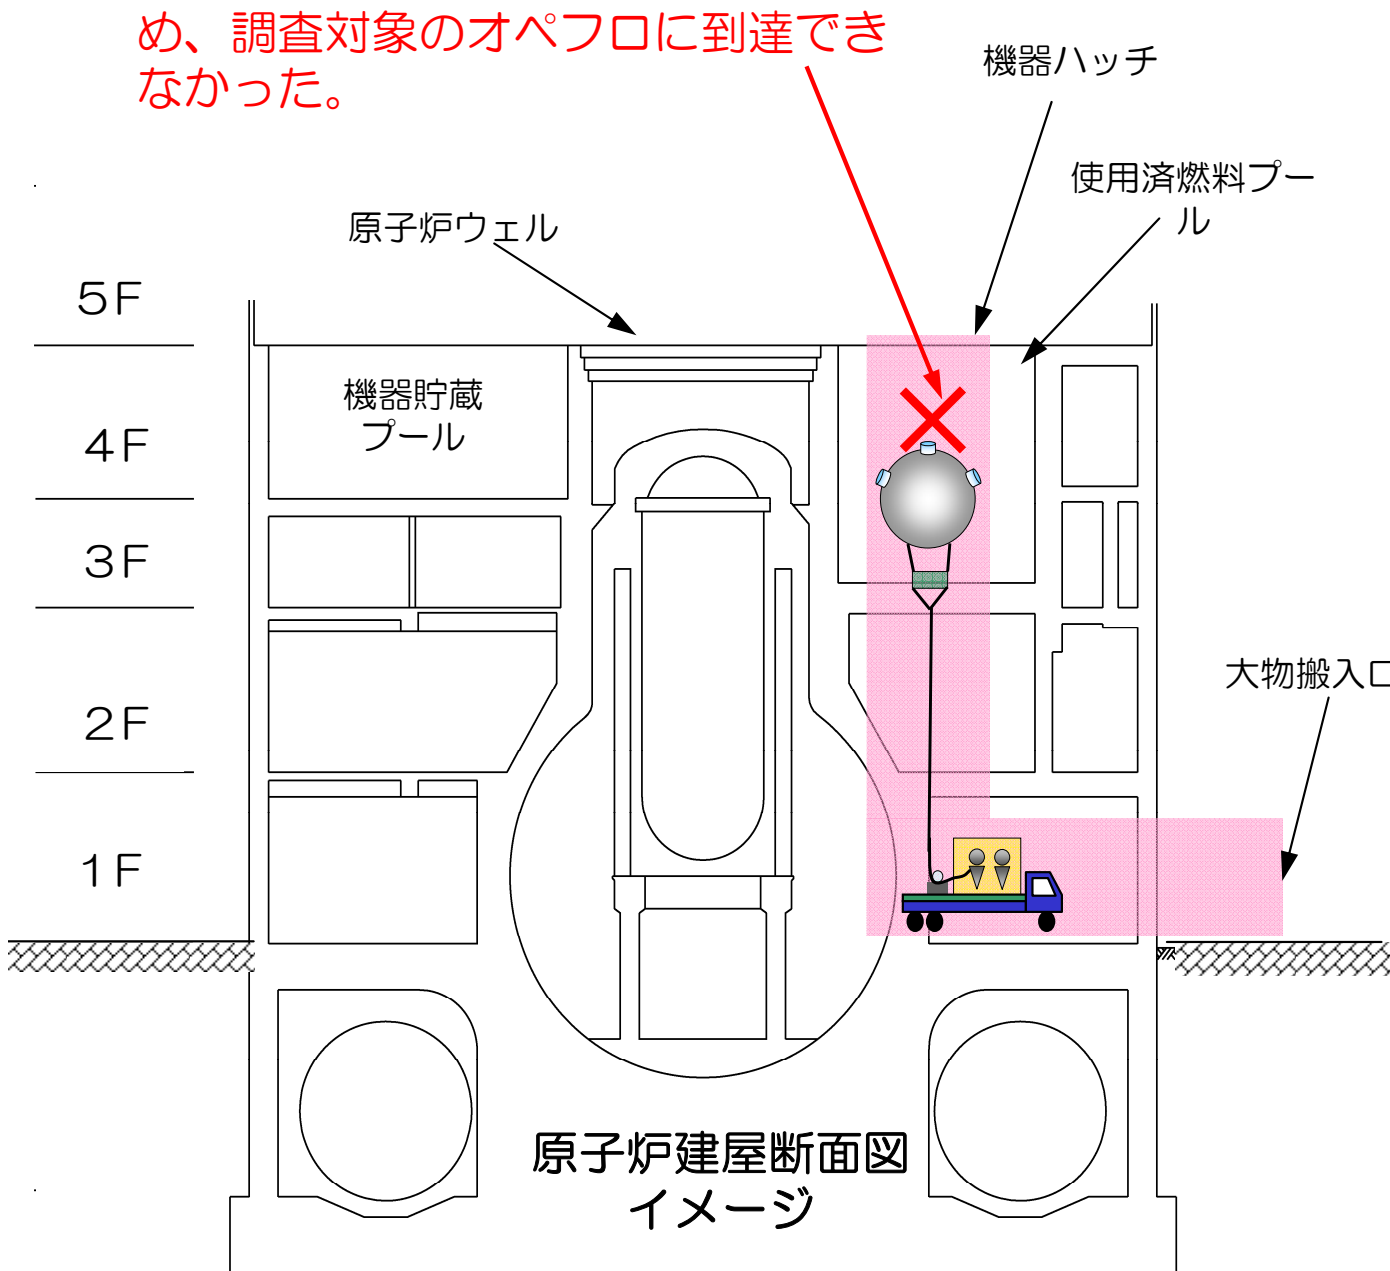 め、調査対象のオペフロに到達でき
なかった。
機器ハッチ
使用済燃料プー
ル
原子炉ウェル
5F
機器貯蔵
プール
4F
3F
大物搬入口
2F
1F
原子炉建屋断面図
イメージ